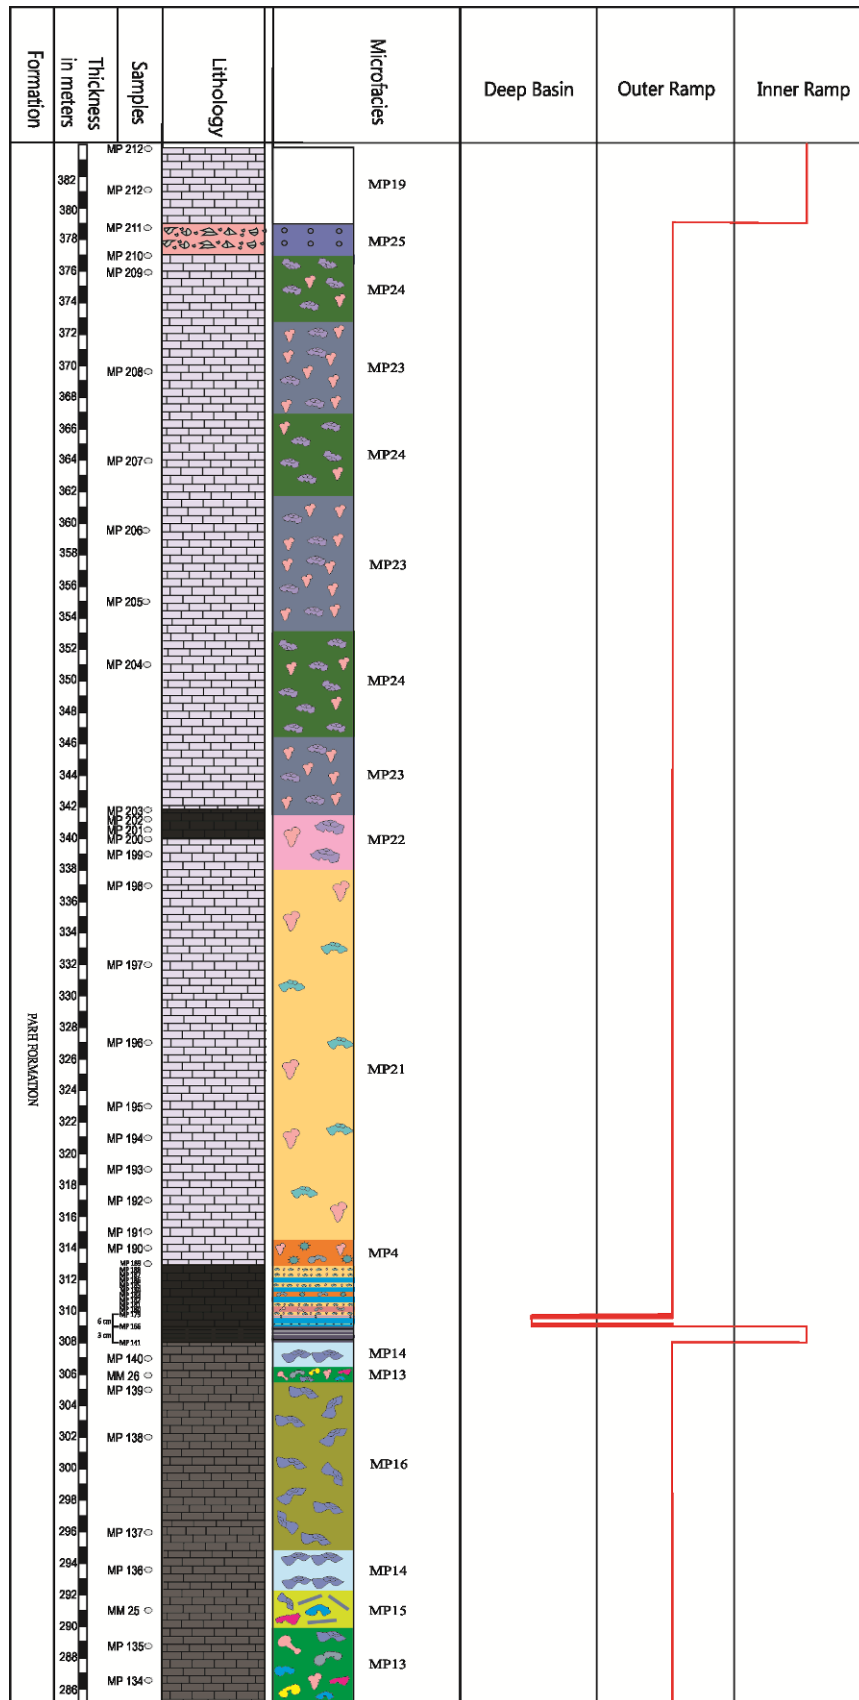 Formation
Thickness
in meters
Samples
Lithology
Microfacies
Deep Basin
Outer Ramp
Inner Ramp
PARH FORMATION
MP 212
382
MP19
MP 212
380
MP 211
378
MP25
MP 210
376
MP 209
MP24
374
372
370
MP 208
MP23
368
366
364
MP 207
MP24
362
360
MP 206
358
MP23
356
MP 205
354
352
MP 204
350
MP24
348
346
344
MP23
342
MP 203
MP 202
MP 201
340
MP 200
MP22
MP 199
338
MP 198
336
334
332
MP 197
330
328
MP 196
326
MP21
324
MP 195
322
MP 194
320
MP 193
318
MP 192
316
MP 191
314
MP 190
MP4
MP 189
312
310
MP 179
6 cm
MP 166
3 cm
308
MP 141
MP 140
MP14
306
MM 26
MP13
MP 139
304
302
MP 138
300
MP16
298
296
MP 137
294
MP 136
MP14
292
MM 25
MP15
290
288
MP 135
MP13
286
MP 134